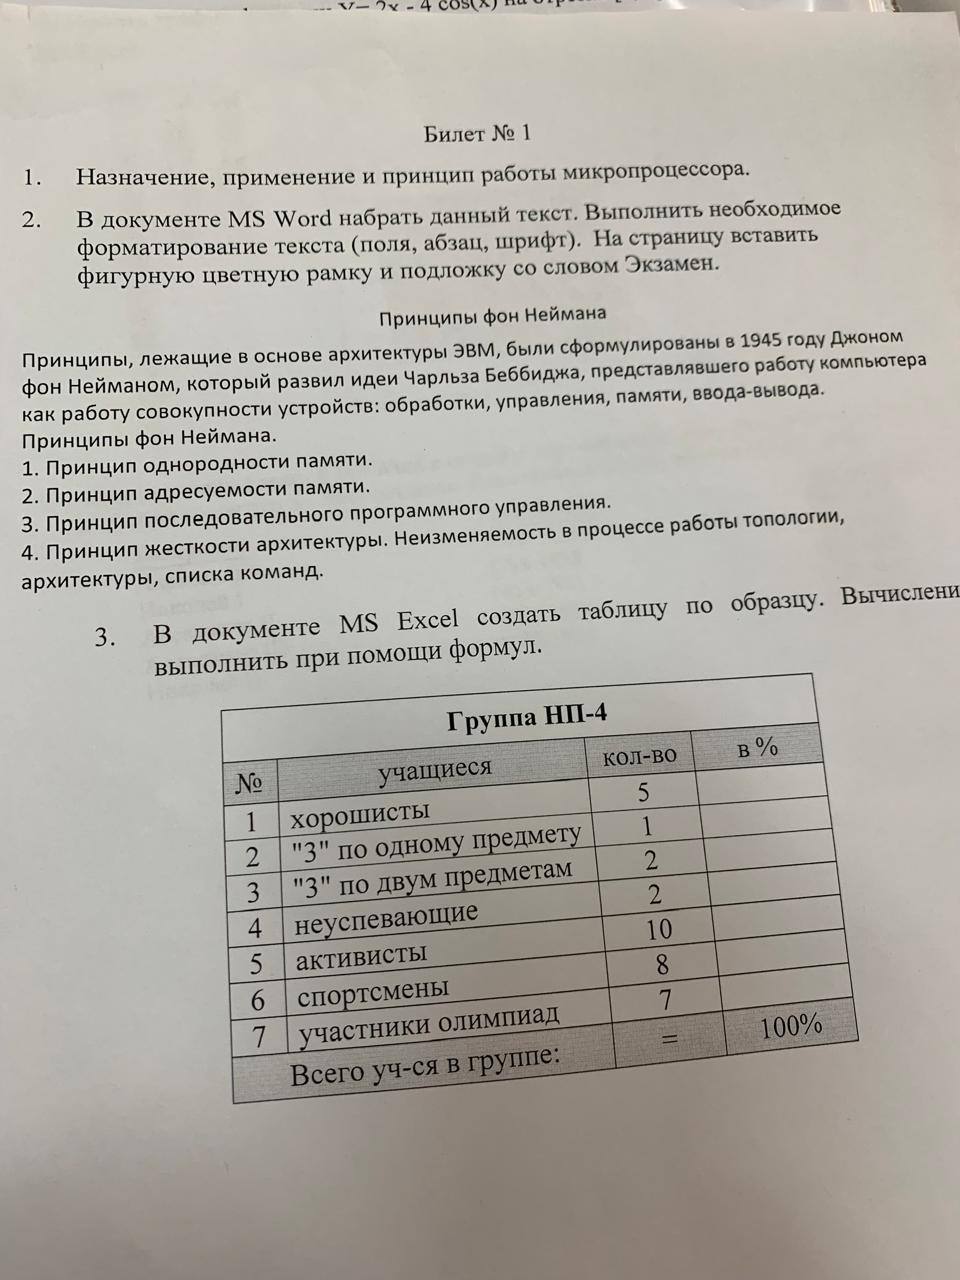 y= 2x - 4 cos(x) на
Билет № 1
1. Назначение, применение и принцип работы микропроцессора.
2. В документе MS Word набрать данный текст. Выполнить необходимое
форматирование текста (поля, абзац, шрифт). На страницу вставить
фигурную цветную рамку и подложку со словом Экзамен.
Принципы фон Неймана
Принципы, лежащие в основе архитектуры ЭВМ, были сформулированы в 1945 году Джоном
фон Нейманом, который развил идеи Чарльза Беббиджа, представлявшего работу компьютера
как работу совокупности устройств: обработки, управления, памяти, ввода-вывода.
Принципы фон Неймана.
1. Принцип однородности памяти.
2. Принцип адресуемости памяти.
3. Принцип последовательного программного управления.
4. Принцип жесткости архитектуры. Неизменяемость в процессе работы топологии,
архитектуры, списка команд.
3. В документе MS Excel создать таблицу по образцу. Вычислени
выполнить при помощи формул.
Группа НП-4
№ учащиеся кол-во в %
1 хорошисты 5
2 "3" по одному предмету 1
3 "3" по двум предметам 2
4 неуспевающие 2
5 активисты 10
6 спортсмены 8
7 участники олимпиад 7
Всего уч-ся в группе: = 100%